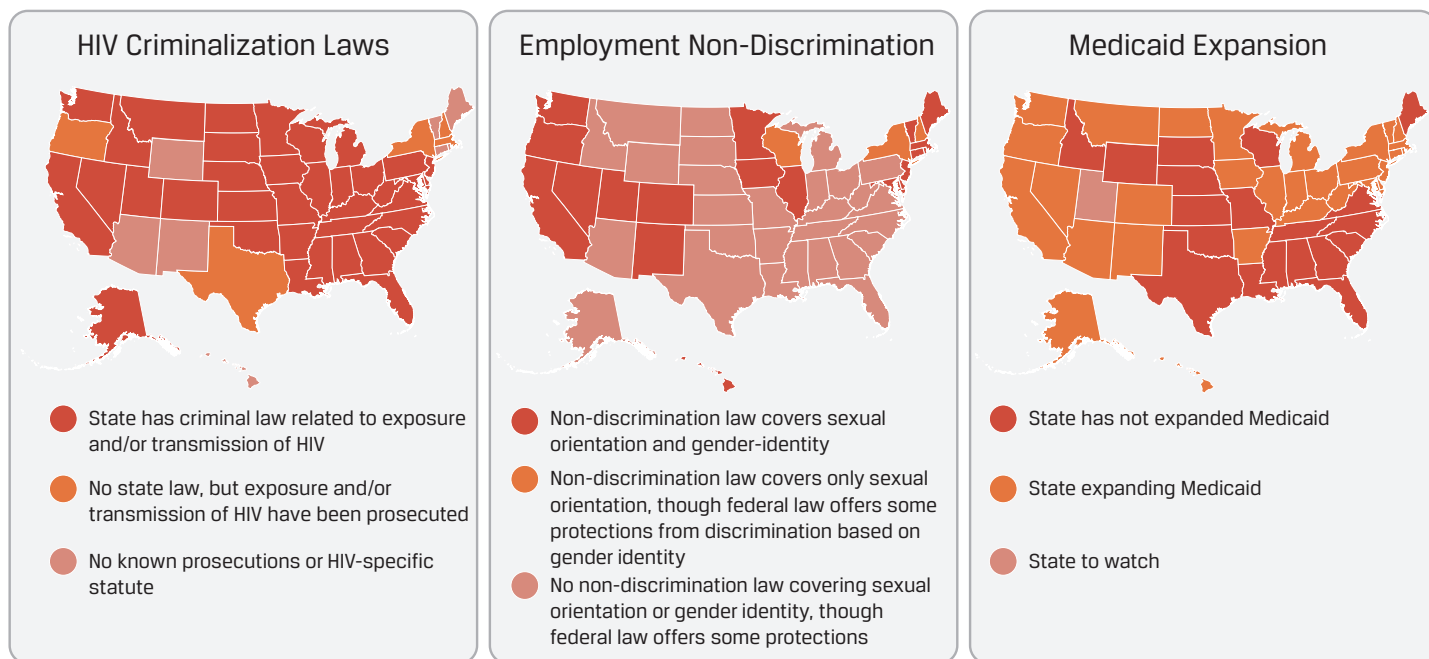 HIV Criminalization Laws
State has criminal law related to exposure
and/or transmission of HIV
No state law, but exposure and/or
transmission of HIV have been prosecuted
No known prosecutions or HIV-specific
statute
Employment Non-Discrimination
Non-discrimination law covers sexual
orientation and gender-identity
Non-discrimination law covers only sexual
orientation, though federal law offers some
protections from discrimination based on
gender identity
No non-discrimination law covering sexual
orientation or gender identity, though
federal law offers some protections
Medicaid Expansion
State has not expanded Medicaid
State expanding Medicaid
State to watch